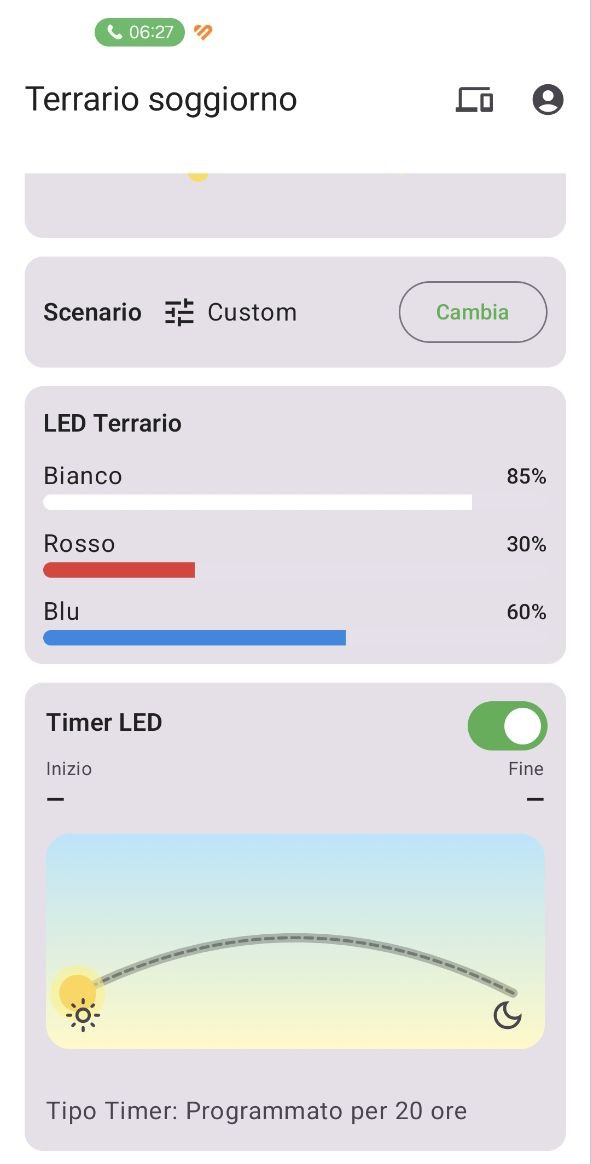 06:27
Terrario soggiorno
Scenario Custom Cambia
LED Terrario
Bianco 85%
Rosso 30%
Blu 60%
Timer LED
Inizio Fine
– –
Tipo Timer: Programmato per 20 ore